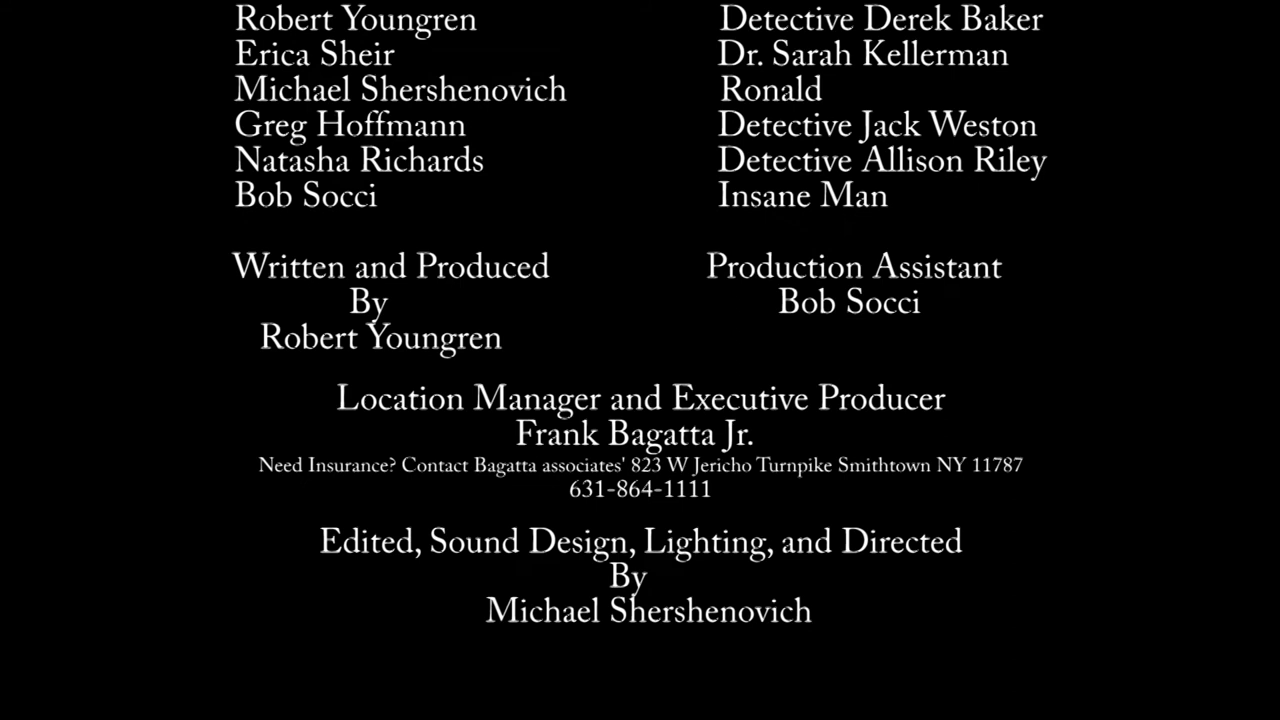 Robert Youngren Detective Derek Baker
Erica Sheir Dr. Sarah Kellerman
Michael Shershenovich Ronald
Greg Hoffmann Detective Jack Weston
Natasha Richards Detective Allison Riley
Bob Socci Insane Man
Written and Produced
By
Robert Youngren
Production Assistant
Bob Socci
Location Manager and Executive Producer
Frank Bagatta Jr.
Need Insurance? Contact Bagatta associates' 823 W Jericho Turnpike Smithtown NY 11787
631-864-1111
Edited, Sound Design, Lighting, and Directed
By
Michael Shershenovich